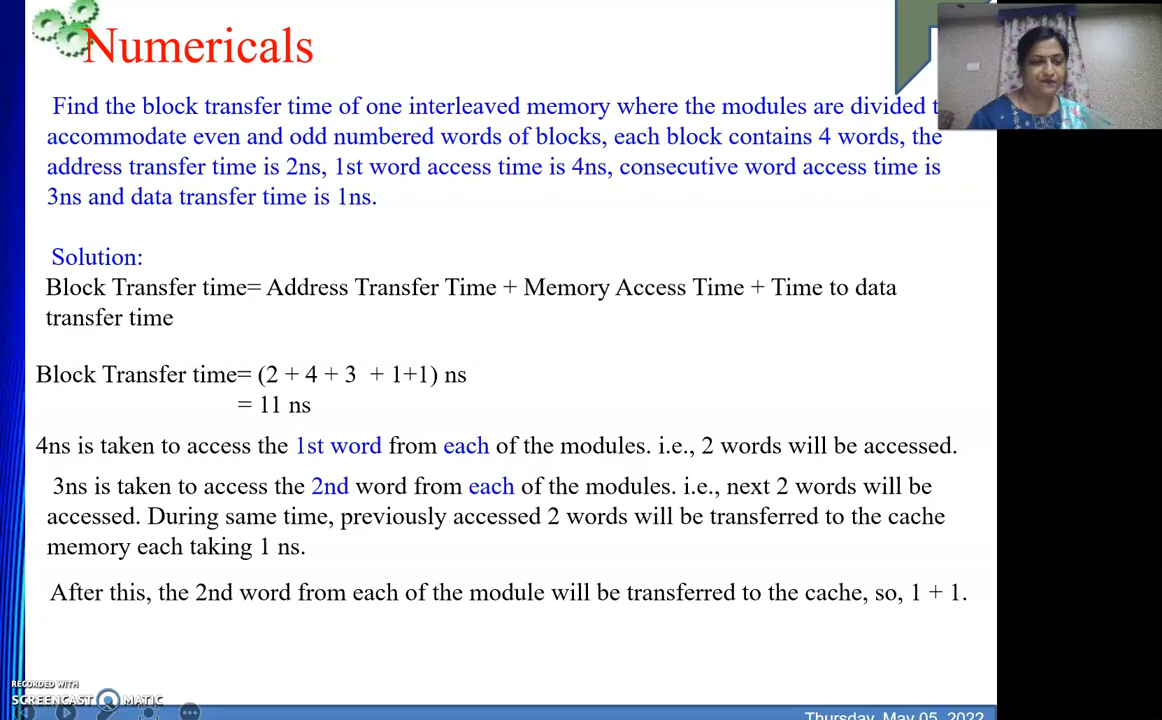 Numericals
Find the block transfer time of one interleaved memory where the modules are divided
accommodate even and odd numbered words of blocks, each block contains 4 words, the
address transfer time is 2ns, 1st word access time is 4ns, consecutive word access time is
3ns and data transfer time is 1ns.
Solution:
Block Transfer time= Address Transfer Time + Memory Access Time + Time to data
transfer time
Block Transfer time= (2 + 4 + 3 + 1+1) ns
= 11 ns
4ns is taken to access the 1st word from each of the modules. i.e., 2 words will be accessed.
3ns is taken to access the 2nd word from each of the modules. i.e., next 2 words will be
accessed. During same time, previously accessed 2 words will be transferred to the cache
memory each taking 1 ns.
After this, the 2nd word from each of the module will be transferred to the cache, so, 1 + 1.
RECORDED WITH
SCREENCAST MATIC
Thursday, May 05, 2022